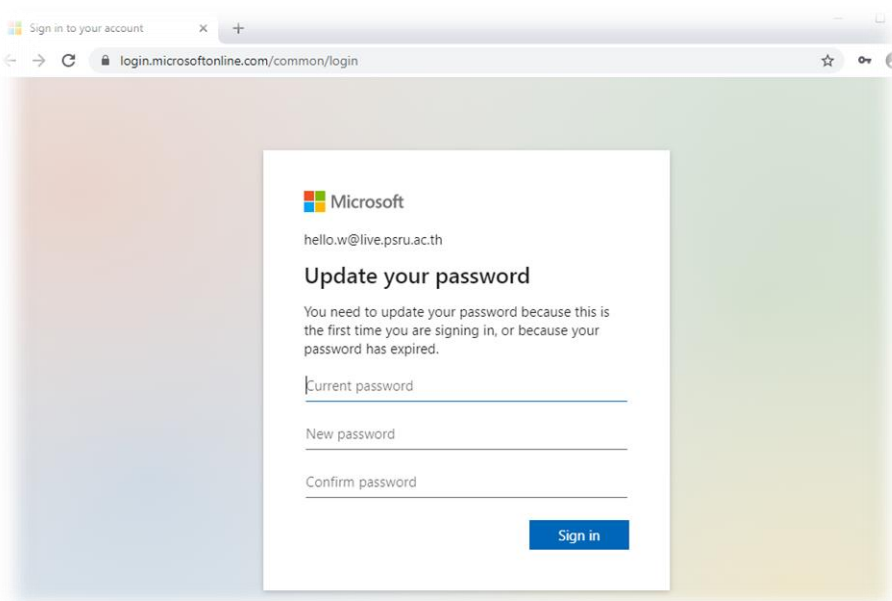 Sign in to your account
login.microsoftonline.com/common/login
Microsoft
hello.w@live.psru.ac.th
Update your password
You need to update your password because this is
the first time you are signing in, or because your
password has expired.
Current password
New password
Confirm password
Sign in